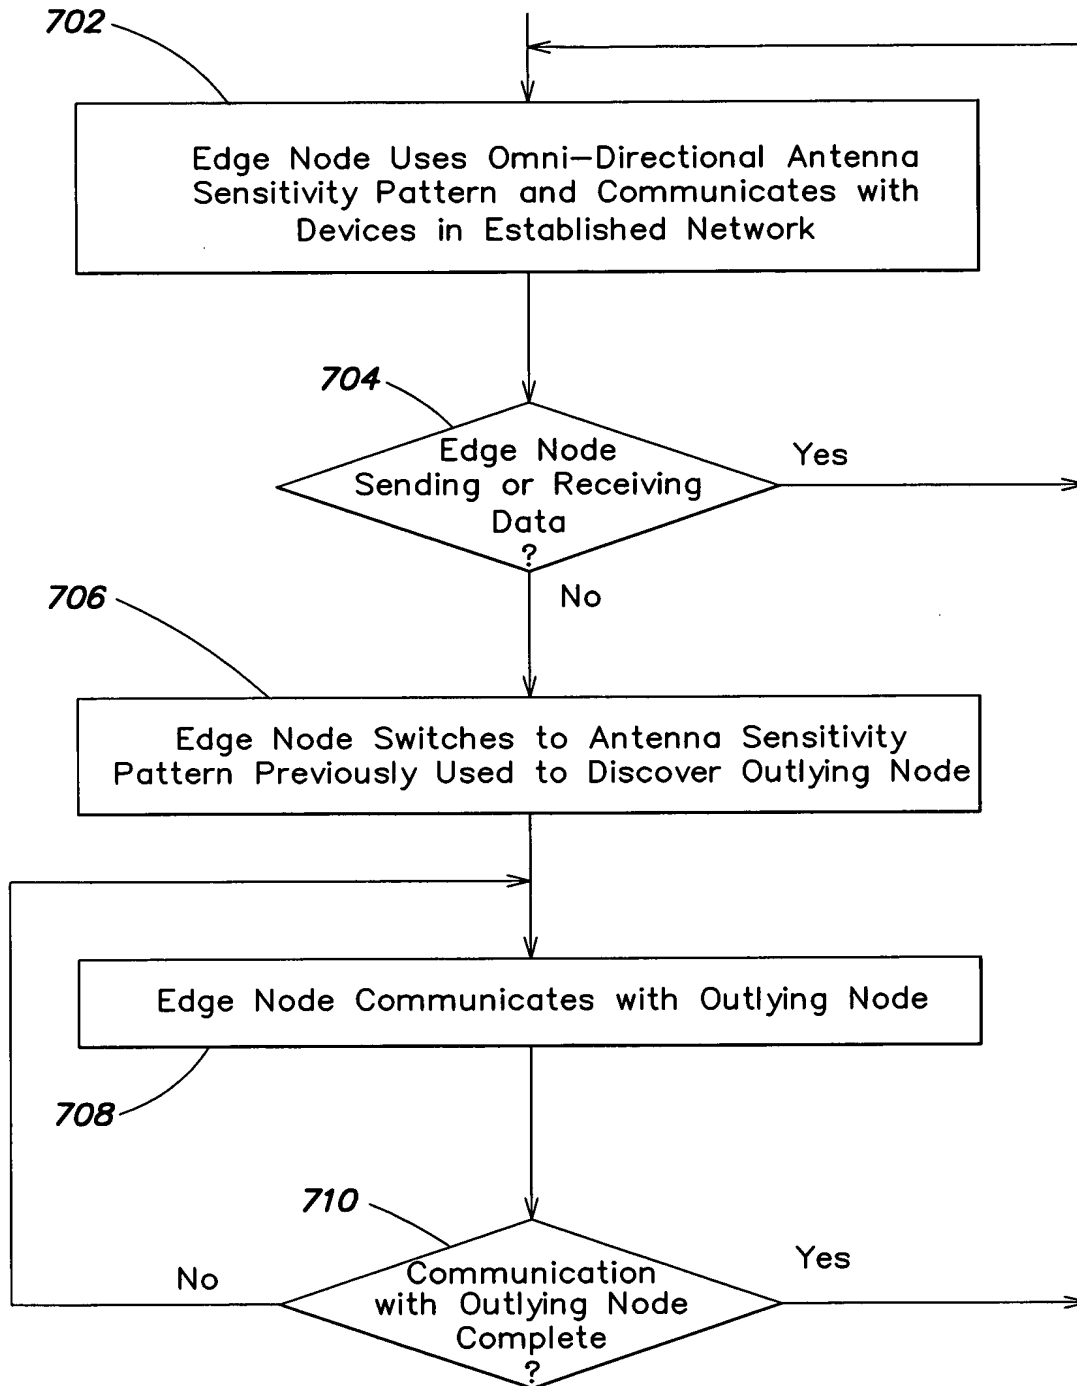 702
Edge Node Uses Omni-Directional Antenna
Sensitivity Pattern and Communicates with
Devices in Established Network
704
Edge Node
Sending or Receiving
Data
?
Yes
No
706
Edge Node Switches to Antenna Sensitivity
Pattern Previously Used to Discover Outlying Node
Edge Node Communicates with Outlying Node
708
710
Communication
with Outlying Node
Complete
?
No
Yes